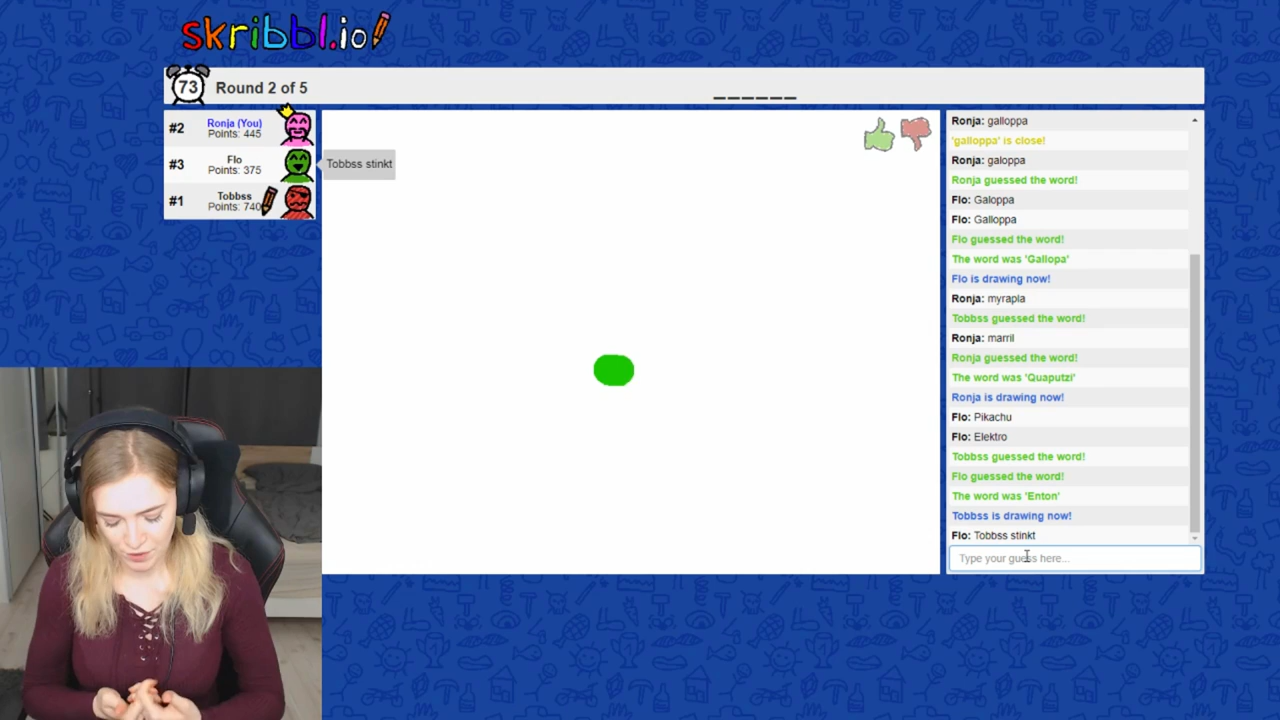 skribbl.io
73
Round 2 of 5
______
#2
Ronja (You)
Points: 445
#3
Flo
Points: 375
#1
Tobbss
Points: 740
Tobbss stinkt
Ronja: galloppa
'galloppa' is close!
Ronja: galoppa
Ronja guessed the word!
Flo: Galoppa
Flo: Galloppa
Flo guessed the word!
The word was 'Gallopa'
Flo is drawing now!
Ronja: myrapla
Tobbss guessed the word!
Ronja: marril
Ronja guessed the word!
The word was 'Quaputzi'
Ronja is drawing now!
Flo: Pikachu
Flo: Elektro
Tobbss guessed the word!
Flo guessed the word!
The word was 'Enton'
Tobbss is drawing now!
Flo: Tobbss stinkt
Type your guess here...